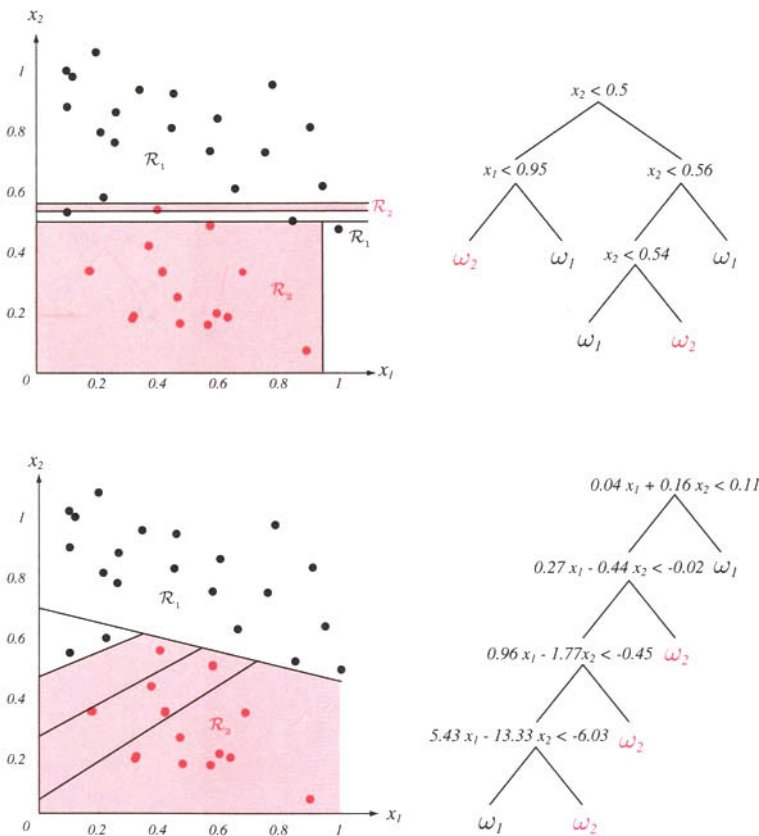 x₂
1
0.8
0.6
0.4
0.2
0
0.2
0.4
0.6
0.8
1
x₁
R₁
R₂
R₁
R₂
x₂ < 0.5
x₁ < 0.95
x₂ < 0.56
ω₂
ω₁
x₂ < 0.54
ω₁
ω₁
ω₂
x₂
1
0.8
0.6
0.4
0.2
0
0.2
0.4
0.6
0.8
1
x₁
R₁
R₂
0.04 x₁ + 0.16 x₂ < 0.11
0.27 x₁ - 0.44 x₂ < -0.02
ω₁
0.96 x₁ - 1.77x₂ < -0.45
ω₂
5.43 x₁ - 13.33 x₂ < -6.03
ω₂
ω₁
ω₂